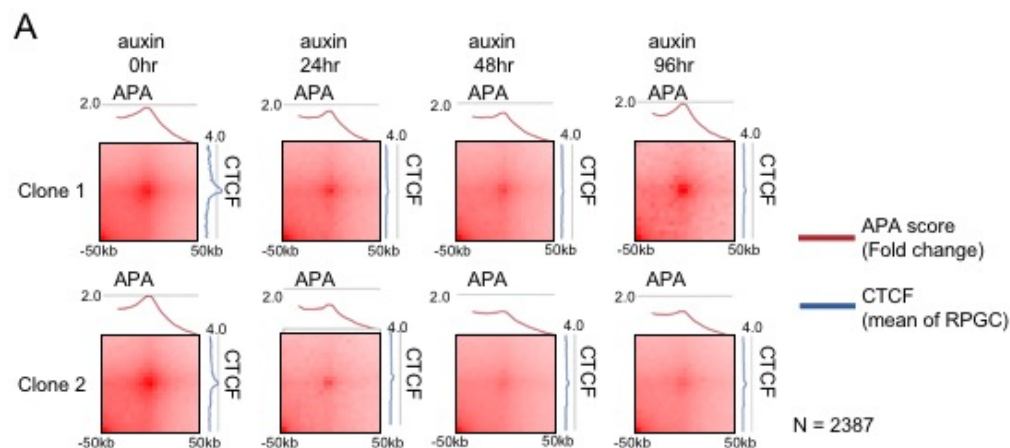 A
auxin
0hr
auxin
24hr
auxin
48hr
auxin
96hr
APA
2.0
4.0
CTCF
APA
2.0
4.0
CTCF
APA
2.0
4.0
CTCF
APA
2.0
4.0
CTCF
Clone 1
-50kb
50kb
-50kb
50kb
-50kb
50kb
-50kb
50kb
APA score
(Fold change)
CTCF
(mean of RPGC)
APA
2.0
4.0
CTCF
APA
2.0
4.0
CTCF
APA
2.0
4.0
CTCF
APA
2.0
4.0
CTCF
Clone 2
-50kb
50kb
-50kb
50kb
-50kb
50kb
-50kb
50kb
N = 2387